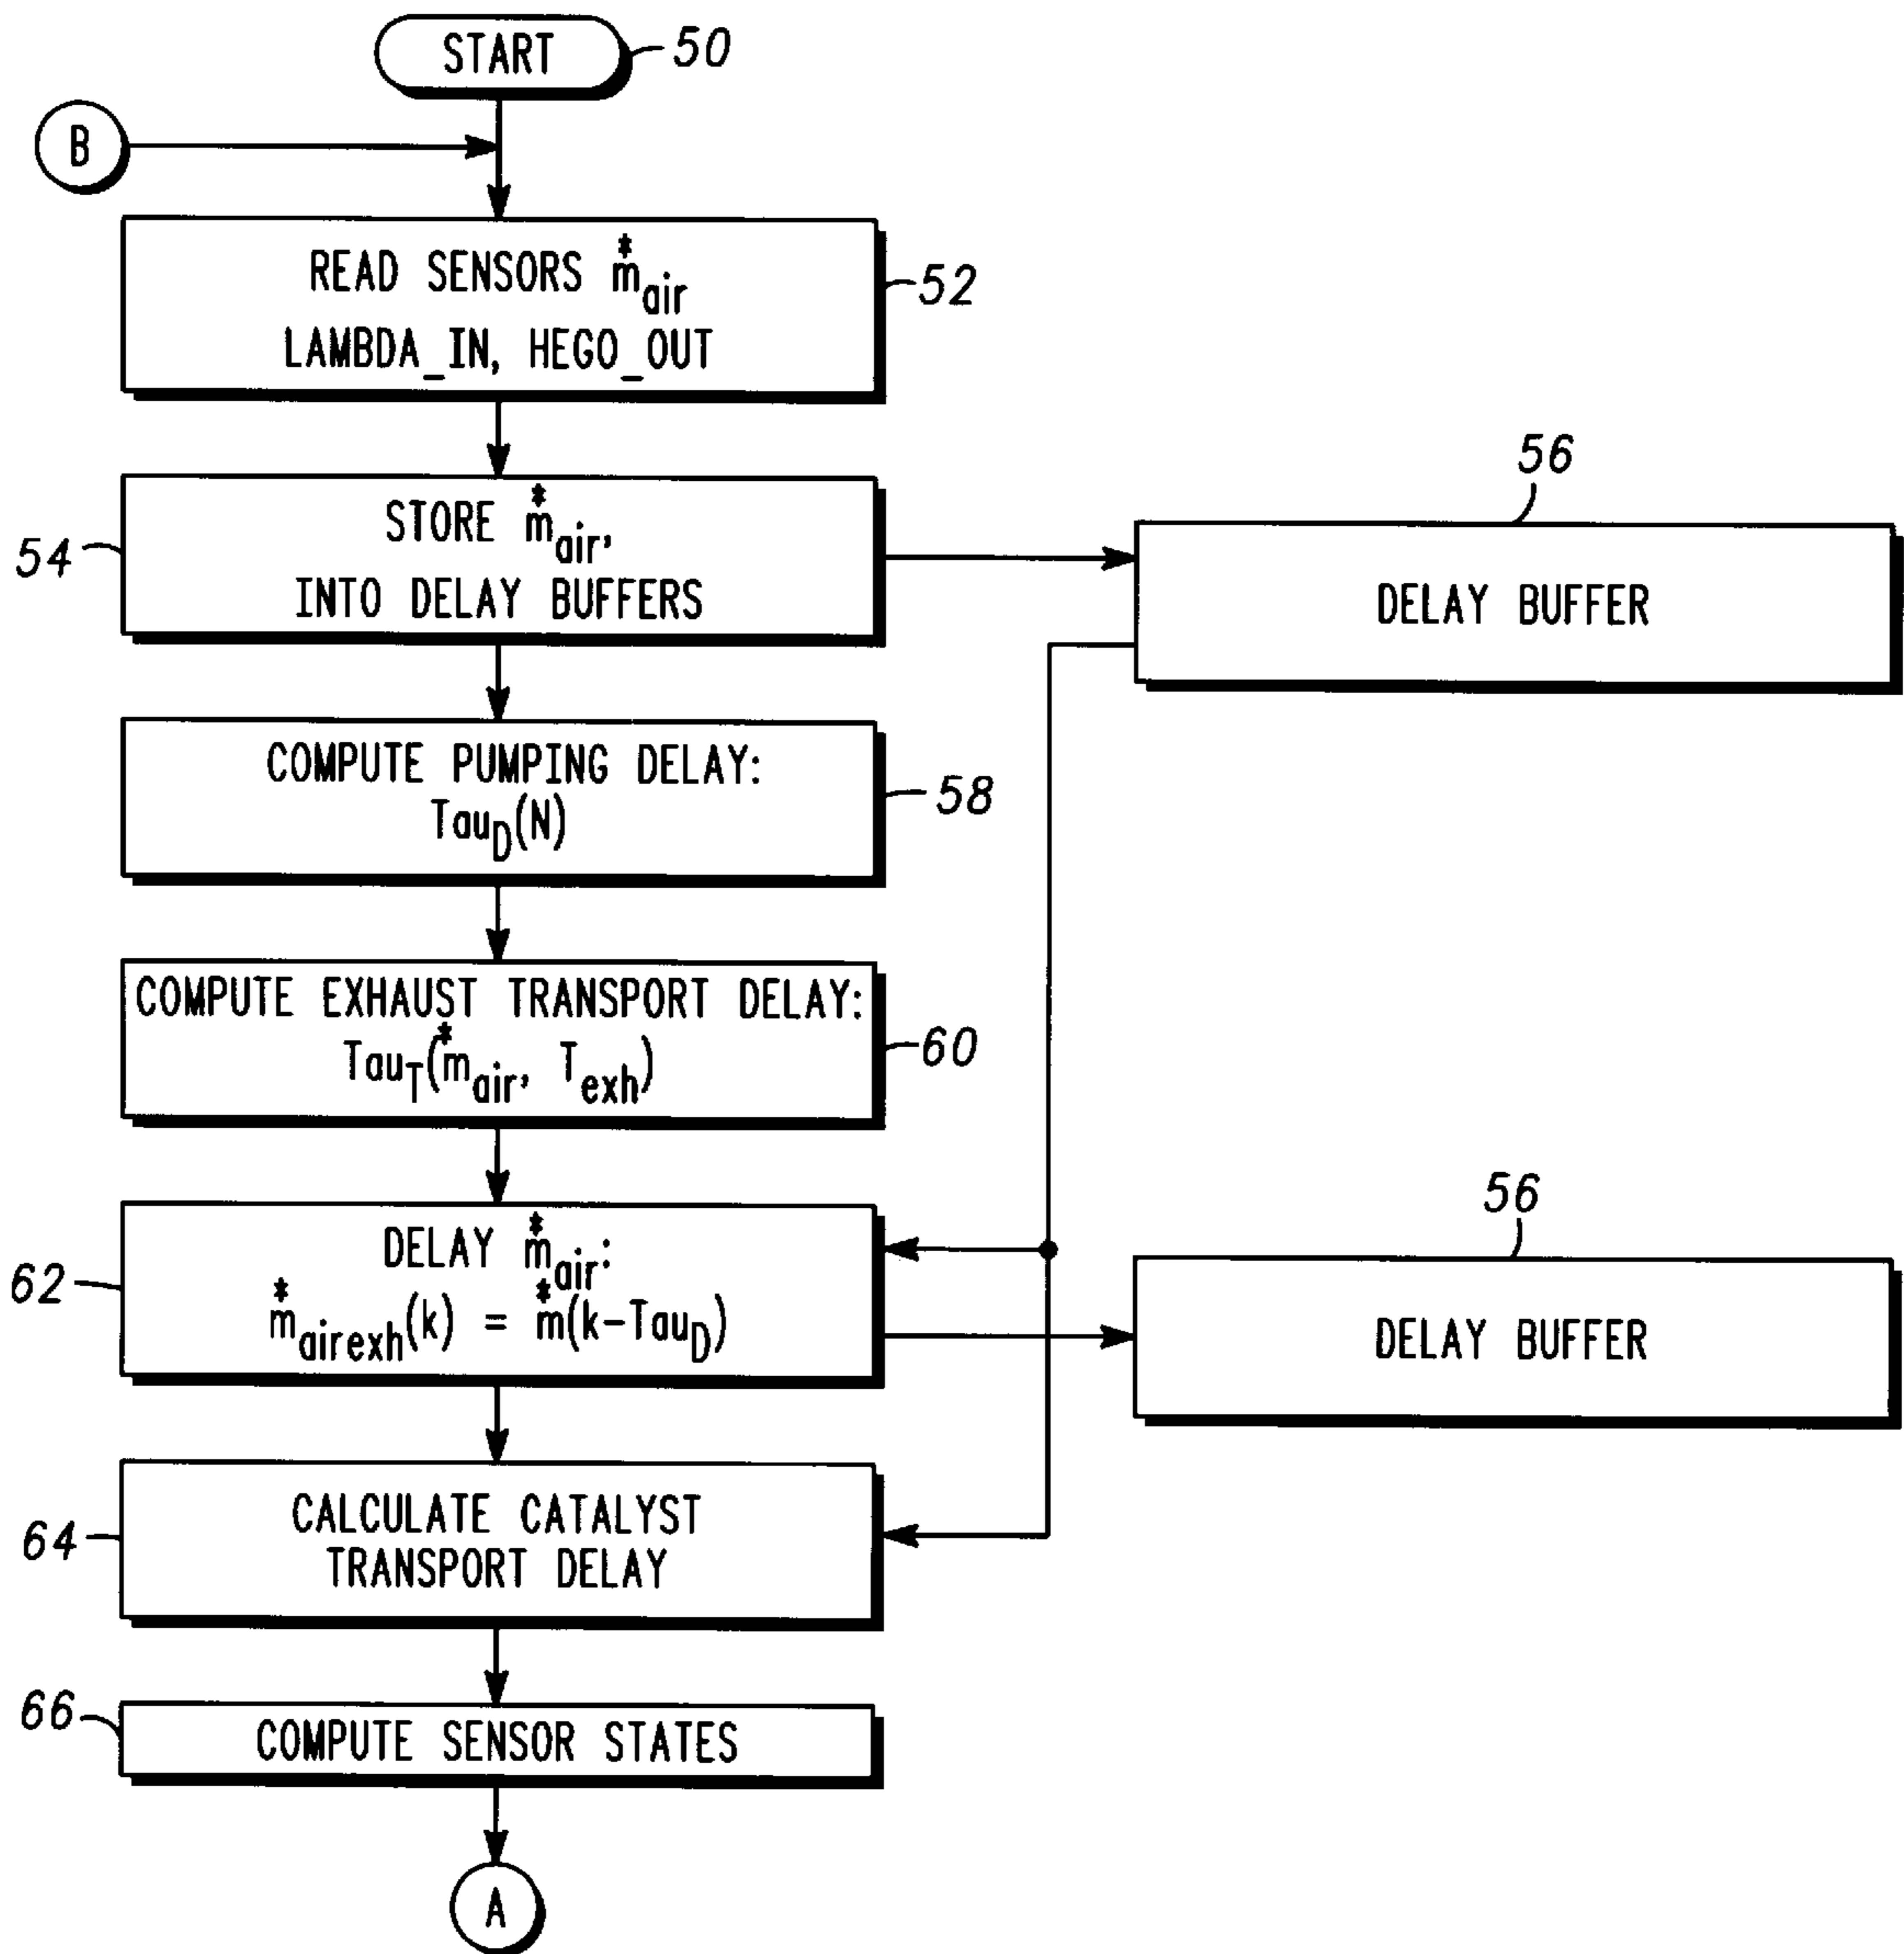 START
50
B
READ SENSORS ṁ*air
LAMBDA_IN, HEGO_OUT
52
STORE m*air,
INTO DELAY BUFFERS
54
56
DELAY BUFFER
COMPUTE PUMPING DELAY:
TauD(N)
58
COMPUTE EXHAUST TRANSPORT DELAY:
TauT(m*air, Texh)
60
DELAY m*air:
m*airexh(k) = m*(k-TauD)
62
56
DELAY BUFFER
CALCULATE CATALYST
TRANSPORT DELAY
64
66
COMPUTE SENSOR STATES
A